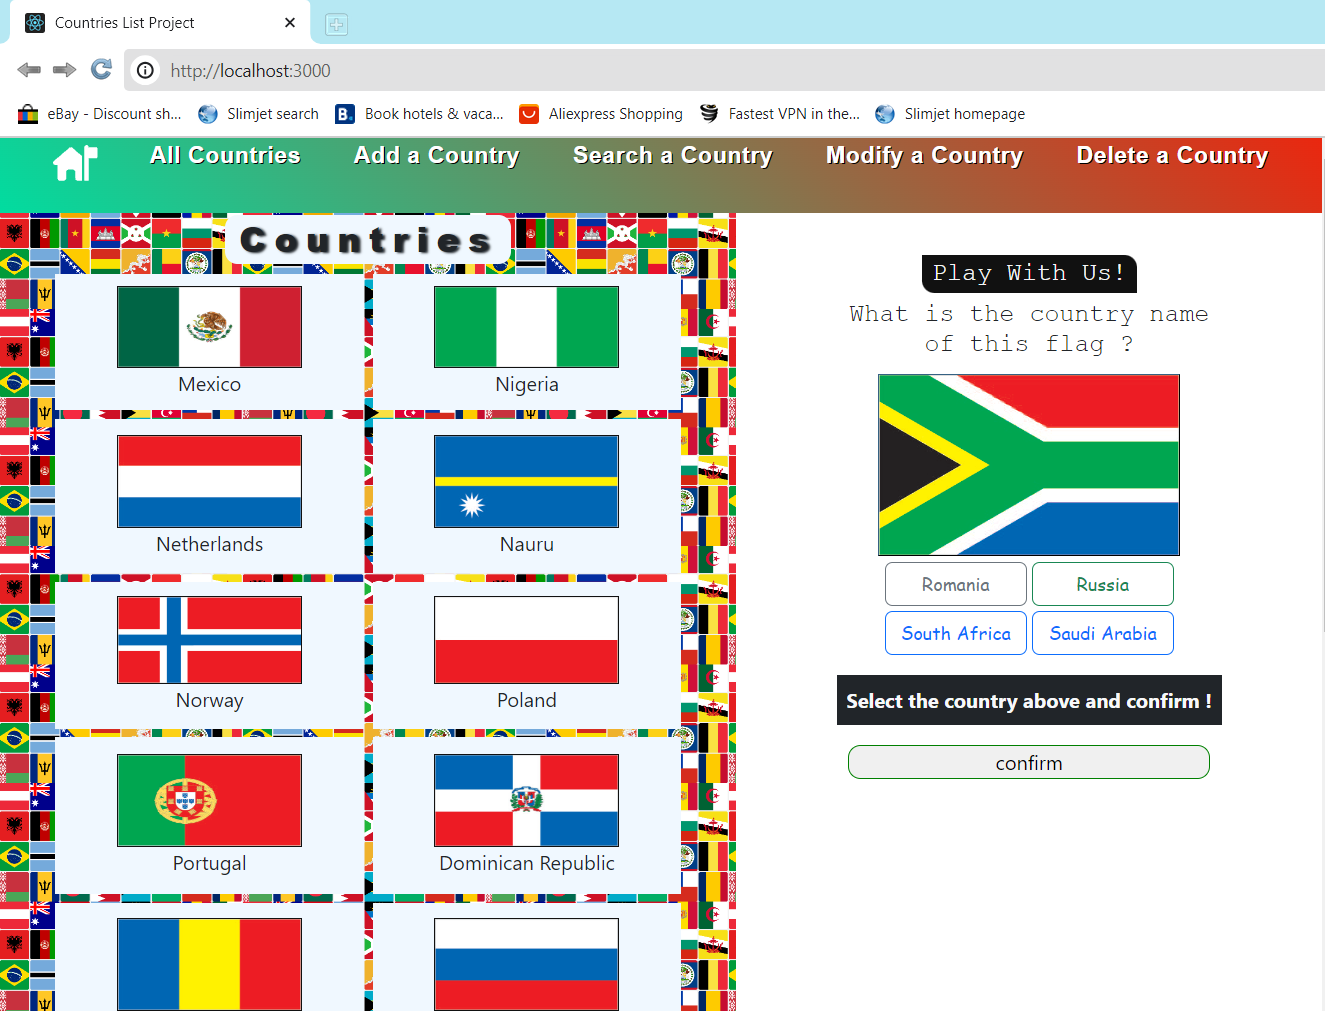 Countries List Project
http://localhost:3000
eBay - Discount sh...
Slimjet search
B.
Book hotels & vaca...
Aliexpress Shopping
Fastest VPN in the...
Slimjet homepage
All Countries
Add a Country
Search a Country
Modify a Country
Delete a Country
Countries
Mexico
Nigeria
Netherlands
Nauru
Norway
Poland
Portugal
Dominican Republic
Play With Us!
What is the country name
of this flag ?
Romania
Russia
South Africa
Saudi Arabia
Select the country above and confirm !
confirm